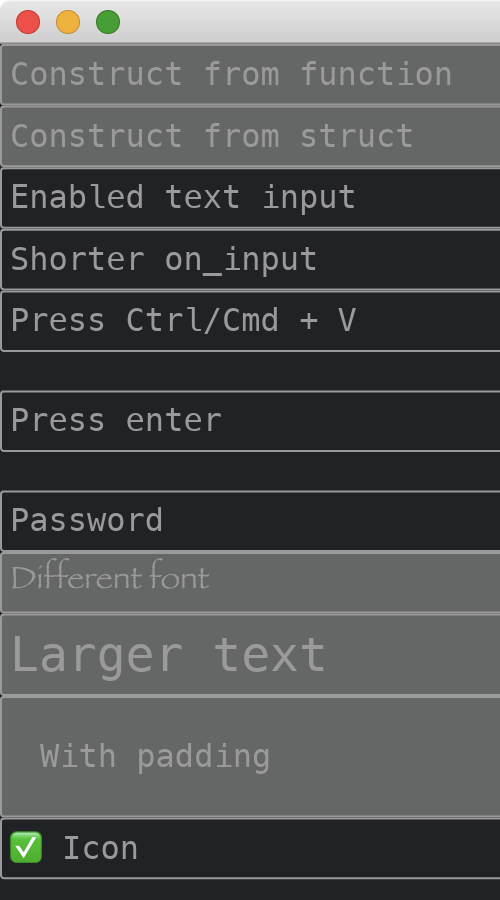 Construct from function
Construct from struct
Enabled text input
Shorter on_input
Press Ctrl/Cmd + V
Press enter
Password
Different font
Larger text
With padding
✅ Icon